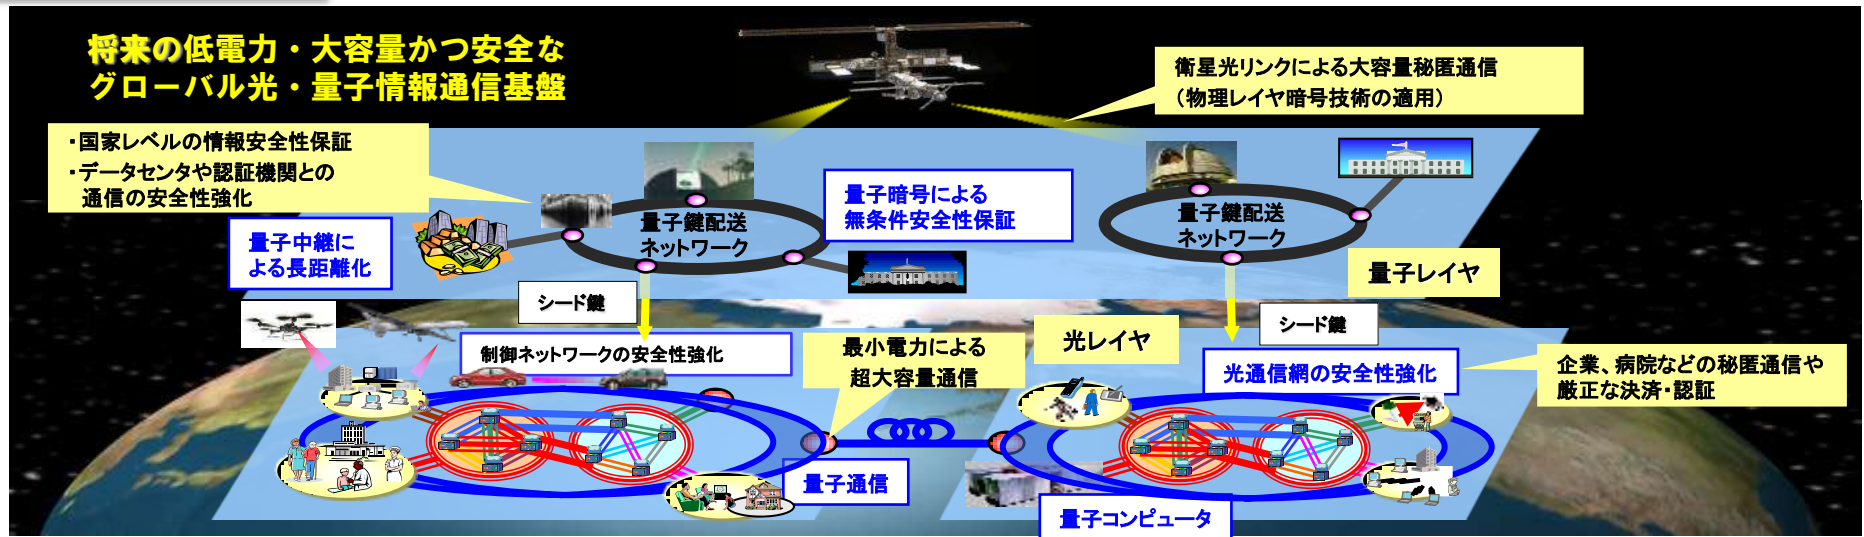 将来の低電力・大容量かつ安全な
グローバル光・量子情報通信基盤
衛星光リンクによる大容量秘匿通信
（物理レイヤ暗号技術の適用）
・国家レベルの情報安全性保証
・データセンタや認証機関との
通信の安全性強化
量子暗号による
無条件安全性保証
量子鍵配送
ネットワーク
量子鍵配送
ネットワーク
量子中継に
よる長距離化
量子レイヤ
シード鍵
シード鍵
制御ネットワークの安全性強化
最小電力による
超大容量通信
光レイヤ
光通信網の安全性強化
企業、病院などの秘匿通信や
厳正な決済・認証
量子通信
量子コンピュータ